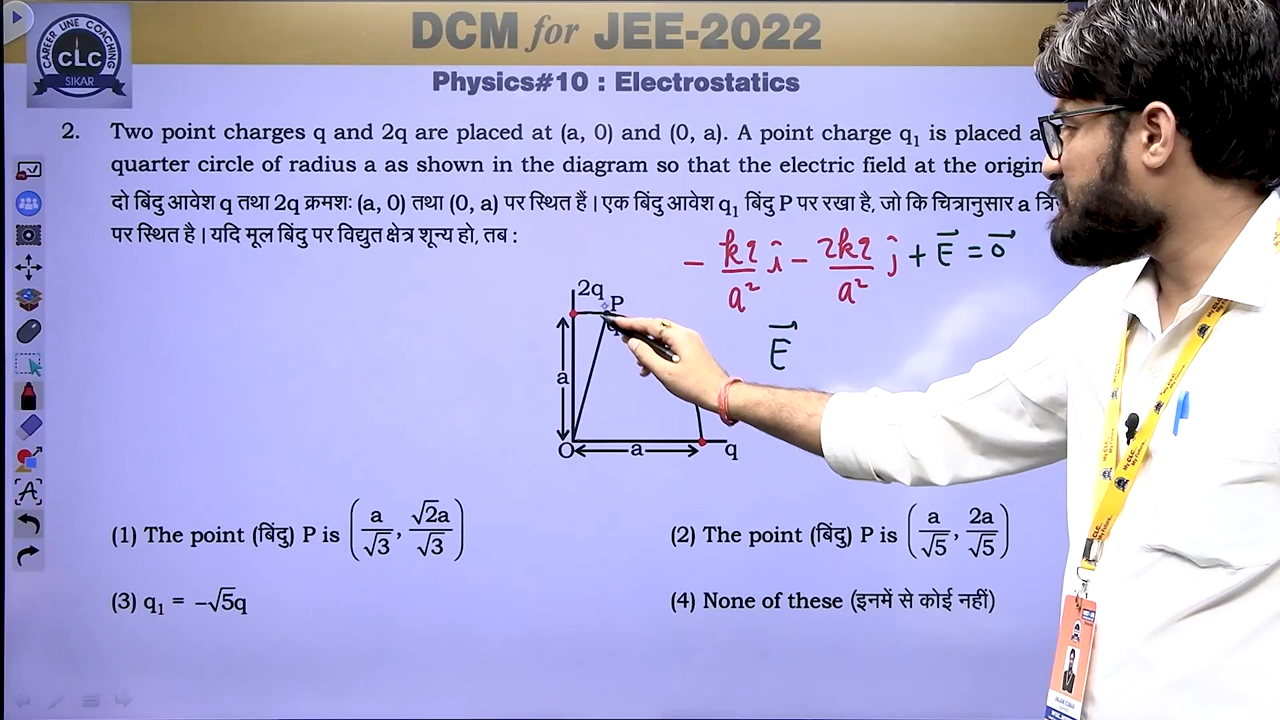 DCM for JEE-2022
CAREER LINE COACHING
CLC
SIKAR
Physics#10 : Electrostatics
2. Two point charges q and 2q are placed at (a, 0) and (0, a). A point charge q₁ is placed
quarter circle of radius a as shown in the diagram so that the electric field at the origin
दो बिंदु आवेश q तथा 2q क्रमशः (a, 0) तथा (0, a) पर स्थित हैं। एक बिंदु आवेश q₁ बिंदु P पर रखा है, जो कि चित्रानुसार a
पर स्थित है। यदि मूल बिंदु पर विद्युत क्षेत्र शून्य हो, तब :
- kq/a² i - 2kq/a² j + E⃗ = 0⃗
E⃗
2q
P
a
O
a
q
(1) The point (बिंदु) P is (a/√3, √2a/√3)
(2) The point (बिंदु) P is (a/√5, 2a/√5)
(3) q₁ = −√5q
(4) None of these (इनमें से कोई नहीं)
A